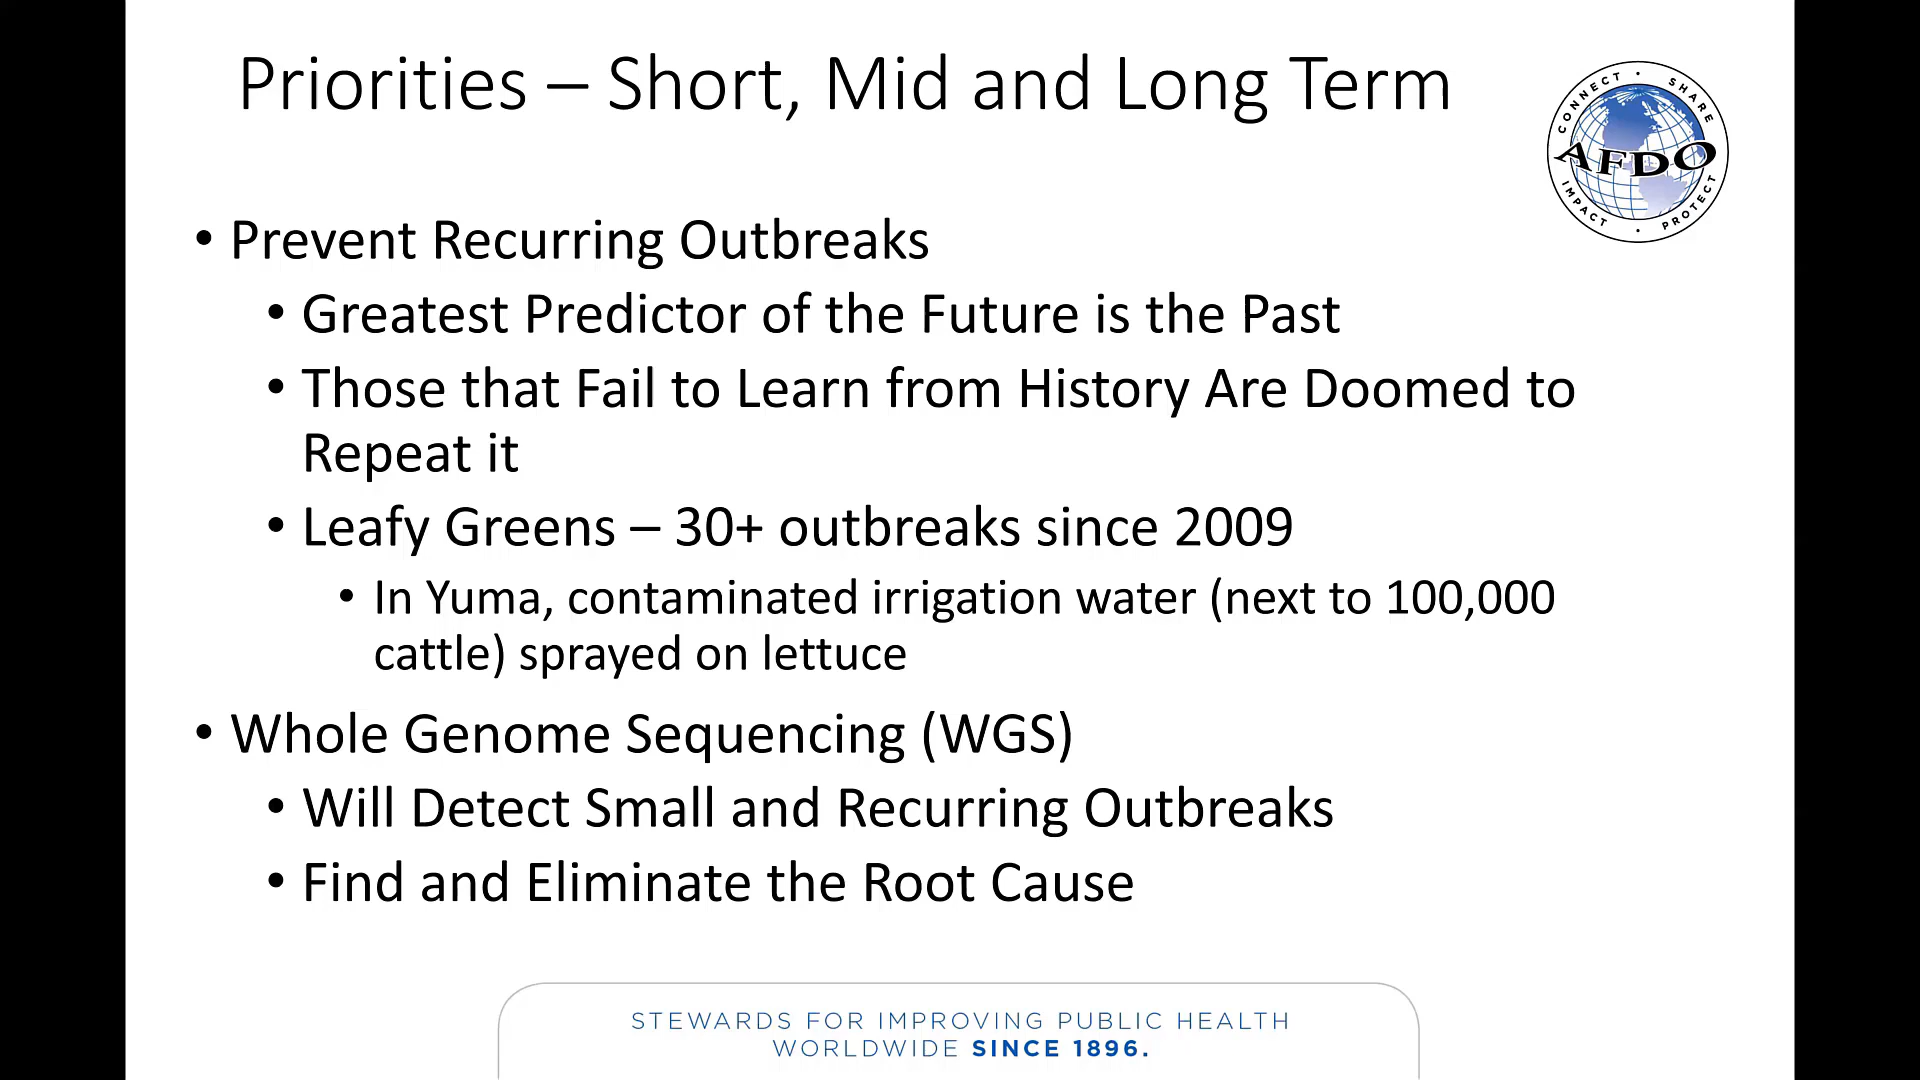 Priorities – Short, Mid and Long Term
CONNECT • SHARE
AFDO
IMPACT • PROTECT
• Prevent Recurring Outbreaks
• Greatest Predictor of the Future is the Past
• Those that Fail to Learn from History Are Doomed to
Repeat it
• Leafy Greens – 30+ outbreaks since 2009
• In Yuma, contaminated irrigation water (next to 100,000
cattle) sprayed on lettuce
• Whole Genome Sequencing (WGS)
• Will Detect Small and Recurring Outbreaks
• Find and Eliminate the Root Cause
STEWARDS FOR IMPROVING PUBLIC HEALTH
WORLDWIDE SINCE 1896.